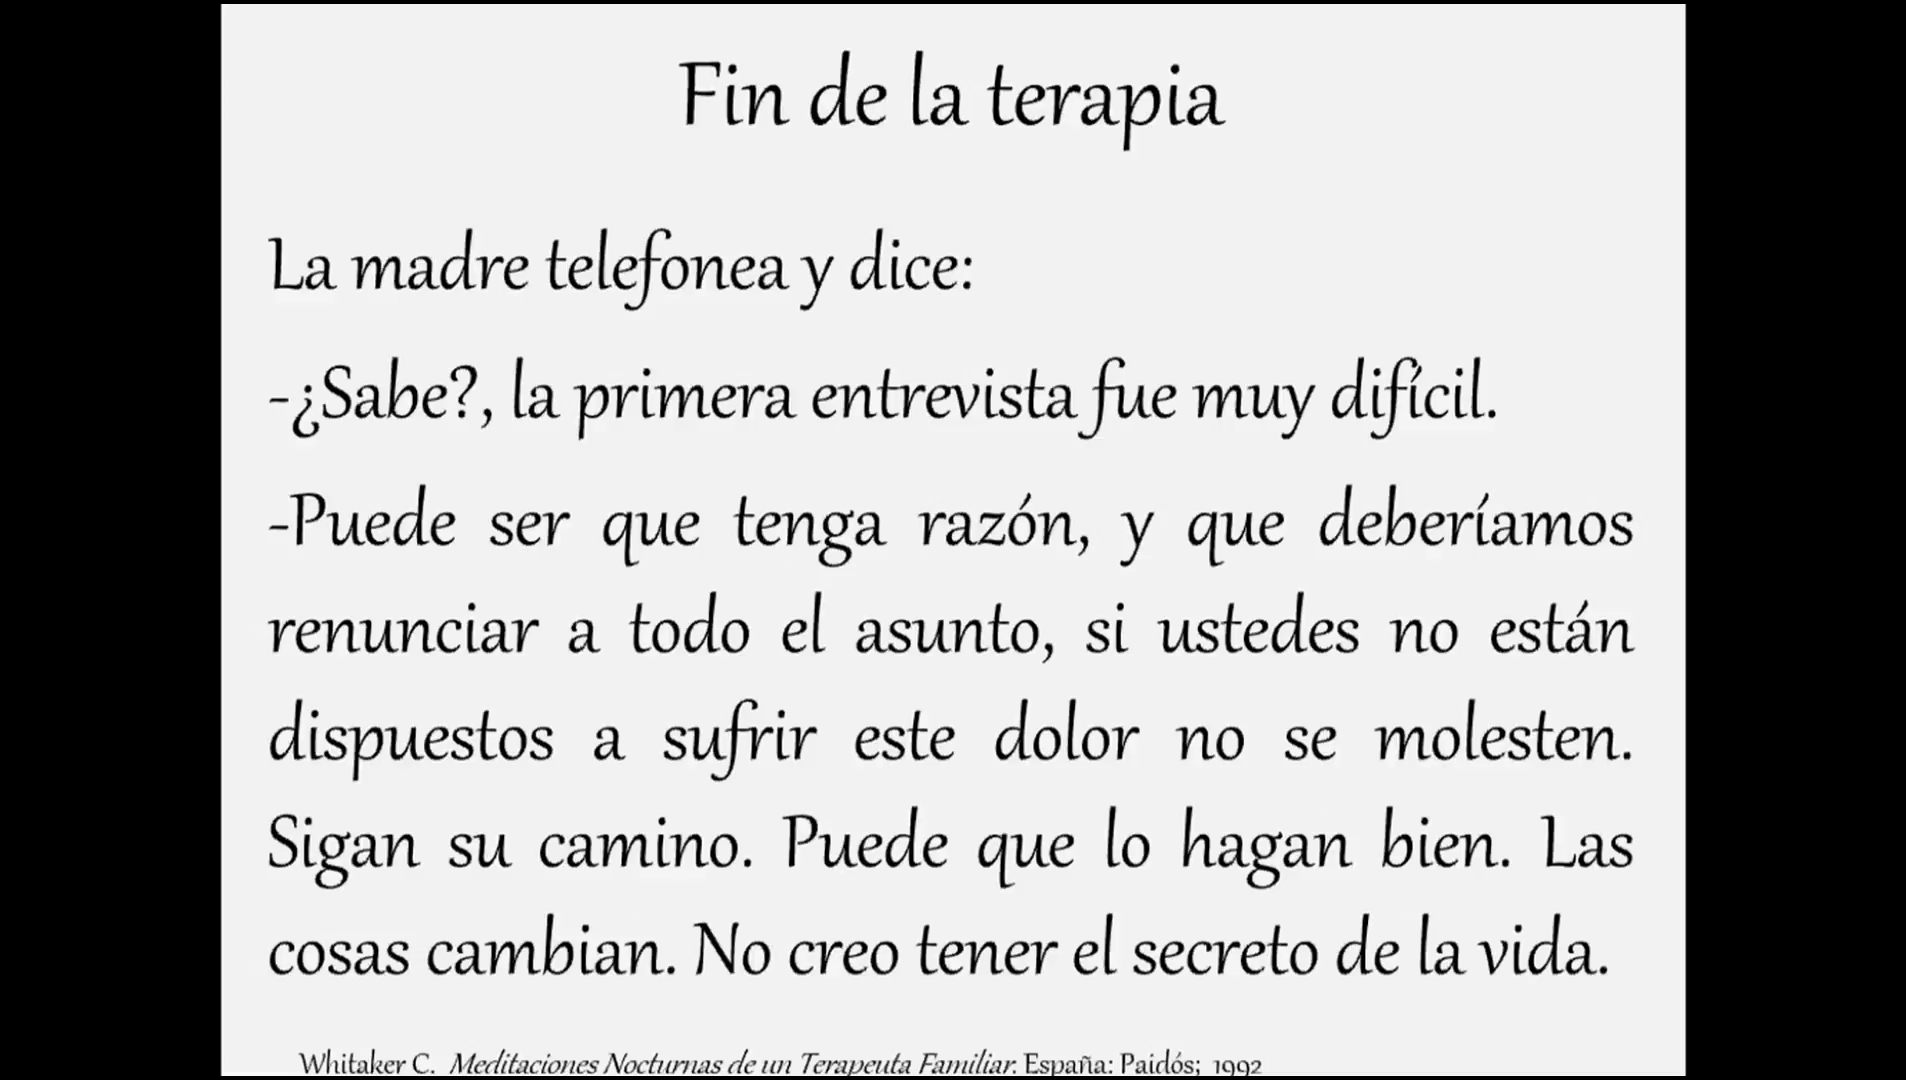 Fin de la terapia
La madre telefonea y dice:
-¿Sabe?, la primera entrevista fue muy difícil.
-Puede ser que tenga razón, y que deberíamos
renunciar a todo el asunto, si ustedes no están
dispuestos a sufrir este dolor no se molesten.
Sigan su camino. Puede que lo hagan bien. Las
cosas cambian. No creo tener el secreto de la vida.
Whitaker C. Meditaciones Nocturnas de un Terapeuta Familiar. España: Paidós; 1992